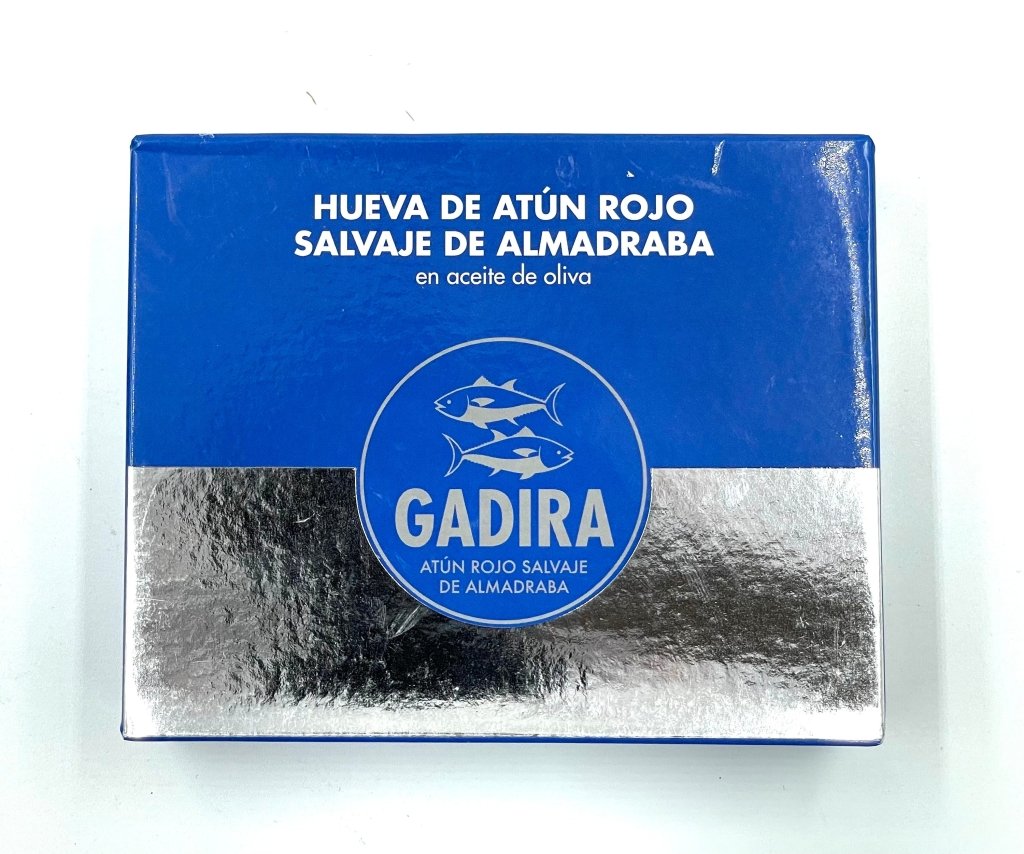 HUEVA DE ATÚN ROJO
SALVAJE DE ALMADRABA
en aceite de oliva
GADIRA
ATÚN ROJO SALVAJE
DE ALMADRABA